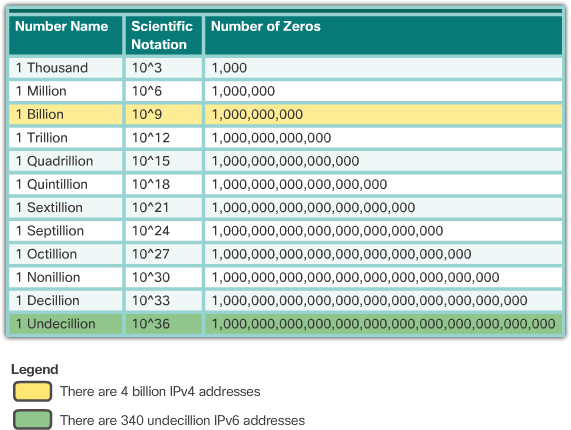 Number Name Scientific Notation Number of Zeros
1 Thousand 10^3 1,000
1 Million 10^6 1,000,000
1 Billion 10^9 1,000,000,000
1 Trillion 10^12 1,000,000,000,000
1 Quadrillion 10^15 1,000,000,000,000,000
1 Quintillion 10^18 1,000,000,000,000,000,000
1 Sextillion 10^21 1,000,000,000,000,000,000,000
1 Septillion 10^24 1,000,000,000,000,000,000,000,000
1 Octillion 10^27 1,000,000,000,000,000,000,000,000,000
1 Nonillion 10^30 1,000,000,000,000,000,000,000,000,000,000
1 Decillion 10^33 1,000,000,000,000,000,000,000,000,000,000,000
1 Undecillion 10^36 1,000,000,000,000,000,000,000,000,000,000,000,000
Legend
There are 4 billion IPv4 addresses
There are 340 undecillion IPv6 addresses